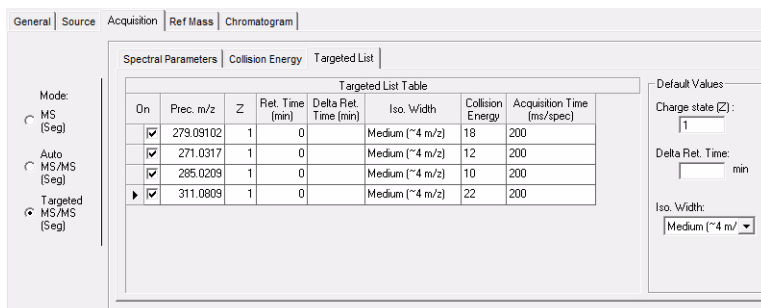 General Source Acquisition Ref Mass Chromatogram
Spectral Parameters Collision Energy Targeted List
Mode:
MS
(Seg)
Auto
MS/MS
(Seg)
Targeted
MS/MS
(Seg)
Targeted List Table
On Prec. m/z Z Ret. Time (min) Delta Ret. Time (min) Iso. Width Collision Energy Acquisition Time (ms/spec)
279.09102 1 0 Medium (~4 m/z) 18 200
271.0317 1 0 Medium (~4 m/z) 12 200
285.0209 1 0 Medium (~4 m/z) 10 200
311.0809 1 0 Medium (~4 m/z) 22 200
Default Values
Charge state (Z) :
1
Delta Ret. Time:
min
Iso. Width:
Medium (~4 m/